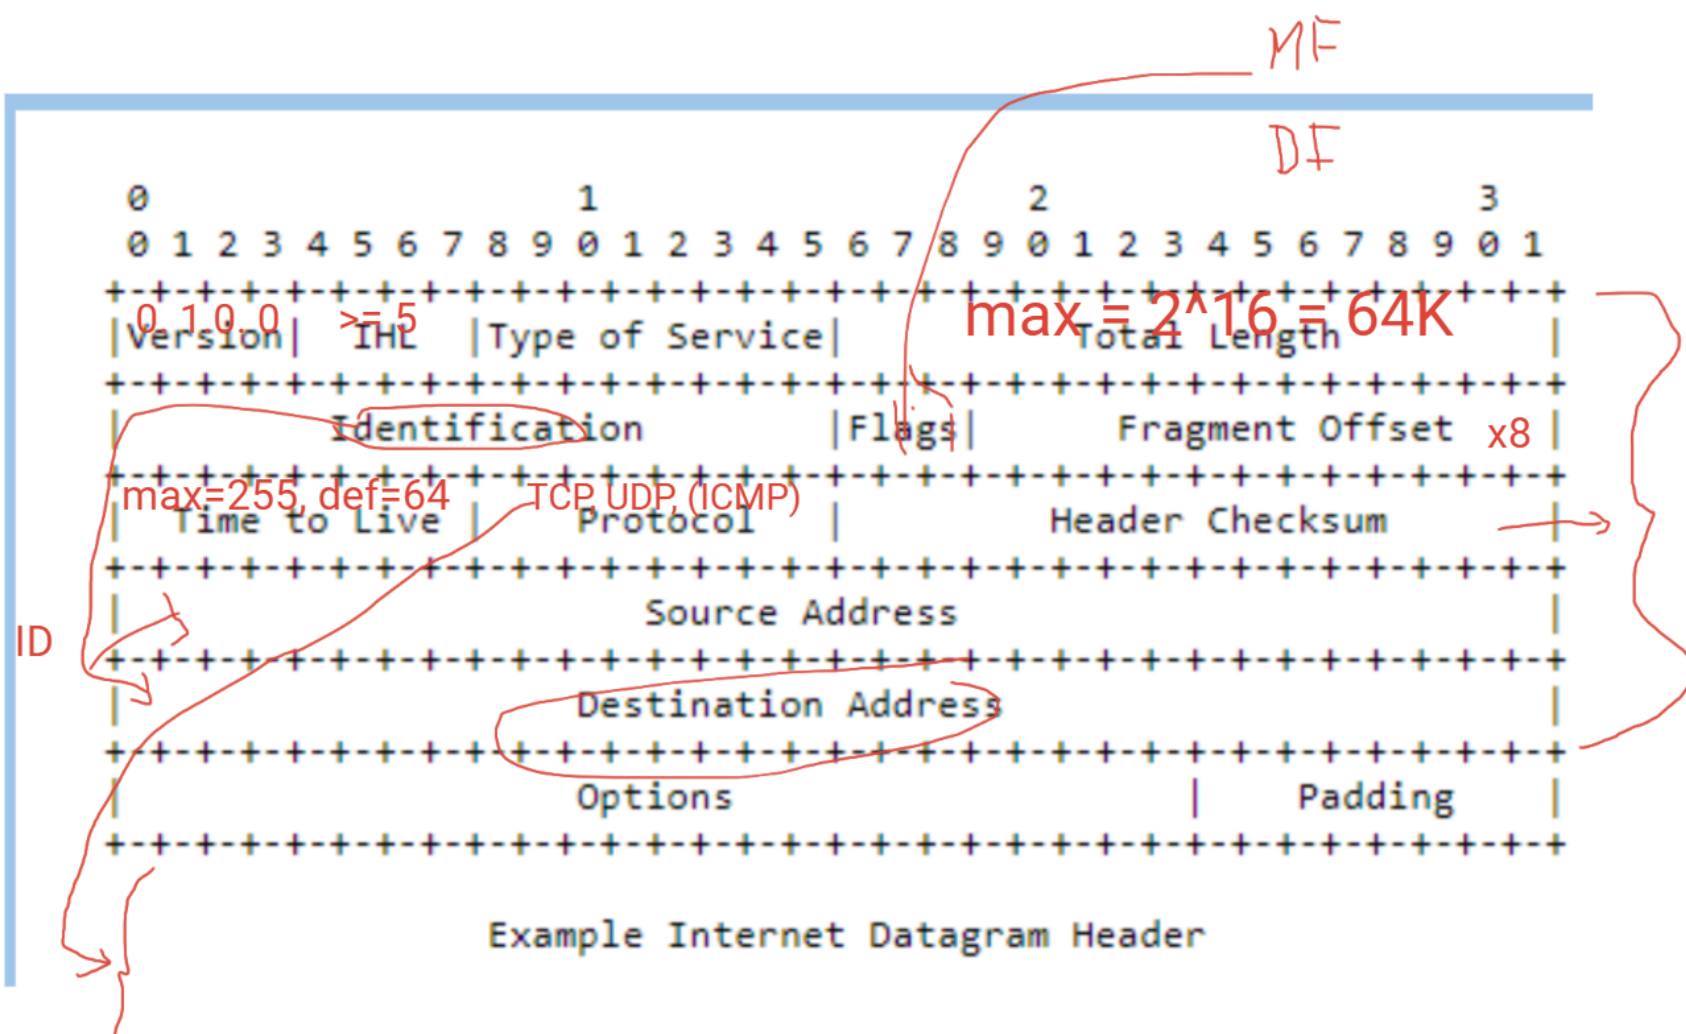 MF
DF
0 1 2 3
0 1 2 3 4 5 6 7 8 9 0 1 2 3 4 5 6 7 8 9 0 1 2 3 4 5 6 7 8 9 0 1
+-+-+-+-+-+-+-+-+-+-+-+-+-+-+-+-+-+-+-+-+-+-+-+-+-+-+-+-+-+-+-+-+
0. 1.0. 0 >= 5 max = 2^16 = 64K
|Version| IHL |Type of Service| Total Length |
+-+-+-+-+-+-+-+-+-+-+-+-+-+-+-+-+-+-+-+-+-+-+-+-+-+-+-+-+-+-+-+-+
| Identification |Flags| Fragment Offset x8 |
+-+-+-+-+-+-+-+-+-+-+-+-+-+-+-+-+-+-+-+-+-+-+-+-+-+-+-+-+-+-+-+-+
max=255, def=64 TCP, UDP, (ICMP)
| Time to Live | Protocol | Header Checksum |
+-+-+-+-+-+-+-+-+-+-+-+-+-+-+-+-+-+-+-+-+-+-+-+-+-+-+-+-+-+-+-+-+
| Source Address |
ID
+-+-+-+-+-+-+-+-+-+-+-+-+-+-+-+-+-+-+-+-+-+-+-+-+-+-+-+-+-+-+-+-+
| Destination Address |
+-+-+-+-+-+-+-+-+-+-+-+-+-+-+-+-+-+-+-+-+-+-+-+-+-+-+-+-+-+-+-+-+
| Options | Padding |
+-+-+-+-+-+-+-+-+-+-+-+-+-+-+-+-+-+-+-+-+-+-+-+-+-+-+-+-+-+-+-+-+
Example Internet Datagram Header